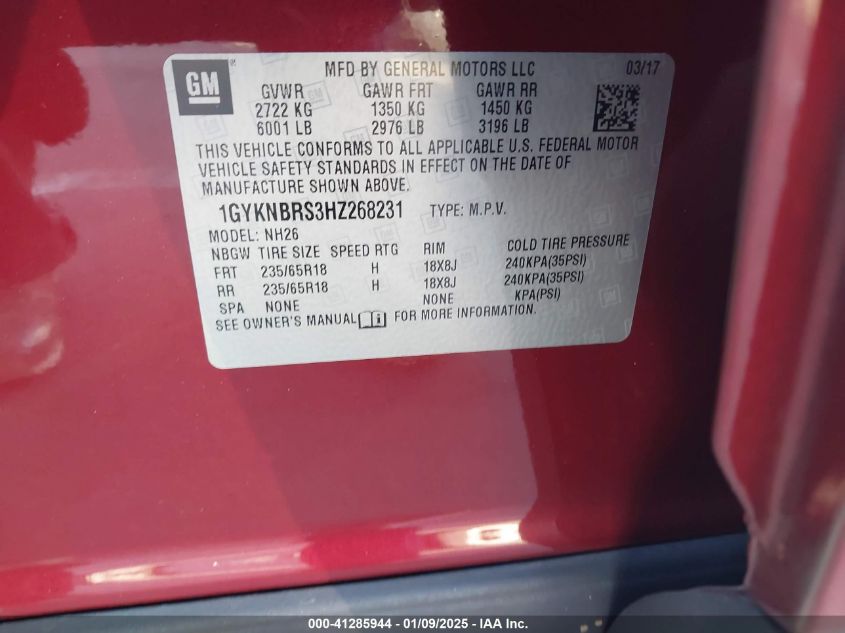 GM
MFD BY GENERAL MOTORS LLC 03/17
GVWR GAWR FRT GAWR RR
2722 KG 1350 KG 1450 KG
6001 LB 2976 LB 3196 LB
THIS VEHICLE CONFORMS TO ALL APPLICABLE U.S. FEDERAL MOTOR
VEHICLE SAFETY STANDARDS IN EFFECT ON THE DATE OF
MANUFACTURE SHOWN ABOVE.
1GYKNBRS3HZ268231 TYPE: M.P.V.
MODEL: NH26
NBGW TIRE SIZE SPEED RTG RIM COLD TIRE PRESSURE
FRT 235/65R18 H 18X8J 240KPA(35PSI)
RR 235/65R18 H 18X8J 240KPA(35PSI)
SPA NONE NONE KPA(PSI)
SEE OWNER'S MANUAL FOR MORE INFORMATION.
000-41285944 | 01/09/2025 - IAA Inc.